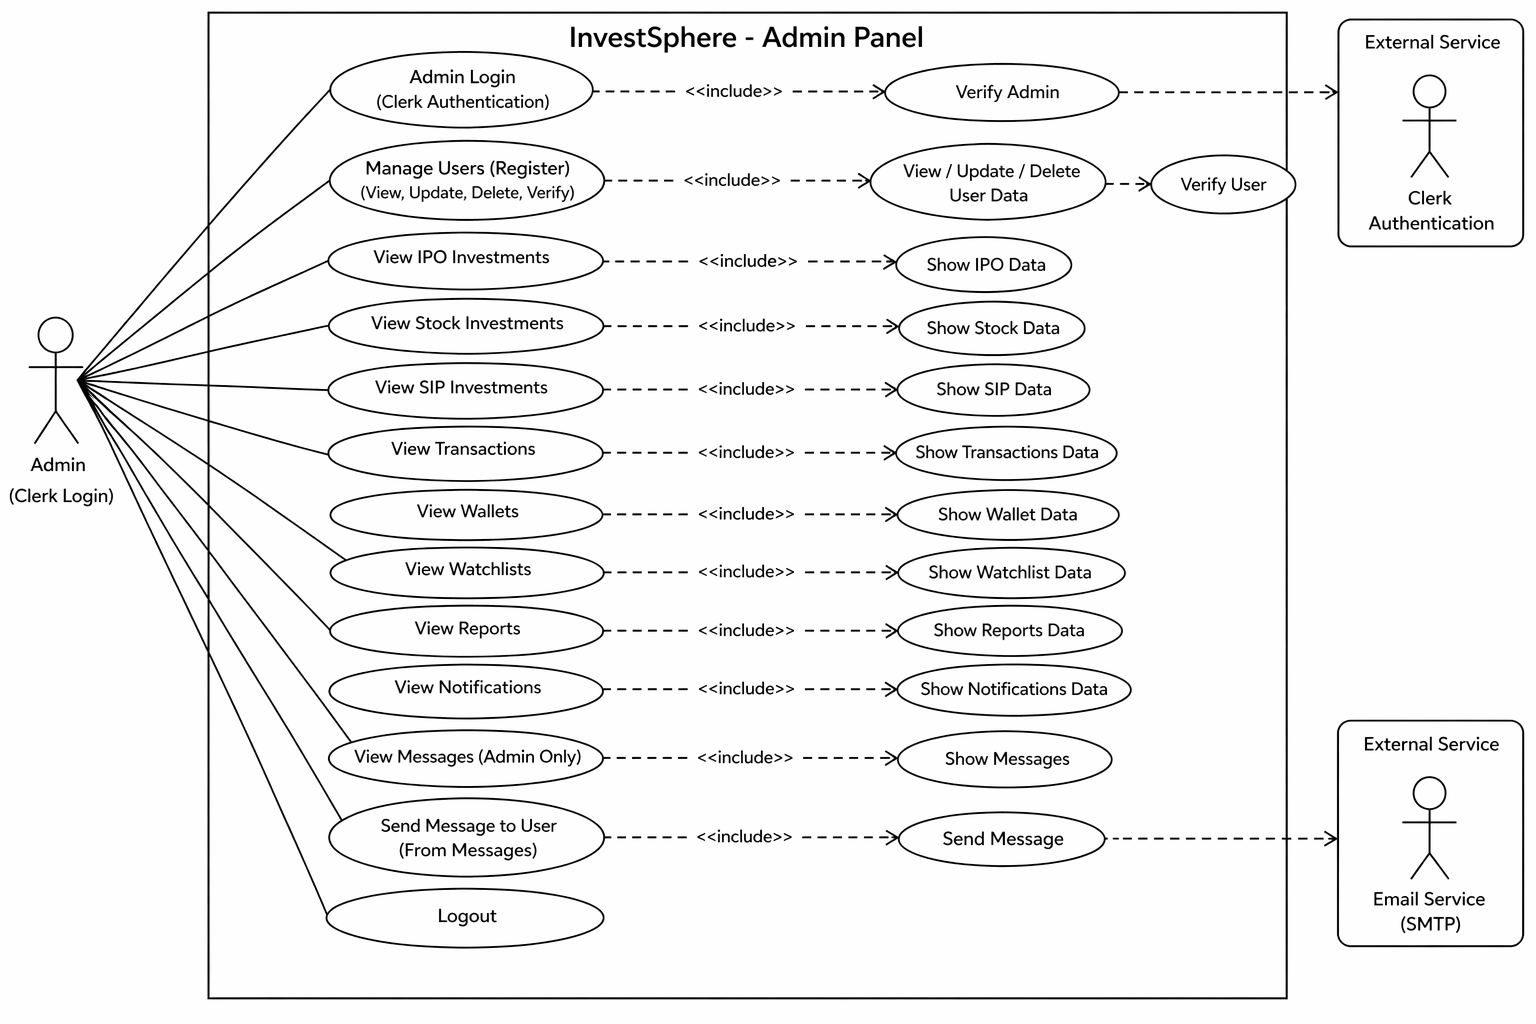 InvestSphere - Admin Panel
External Service
Admin Login
(Clerk Authentication)
<<include>>
Verify Admin
Manage Users (Register)
(View, Update, Delete, Verify)
<<include>>
View / Update / Delete
User Data
Verify User
Clerk
Authentication
View IPO Investments
<<include>>
Show IPO Data
View Stock Investments
<<include>>
Show Stock Data
View SIP Investments
<<include>>
Show SIP Data
View Transactions
<<include>>
Show Transactions Data
Admin
(Clerk Login)
View Wallets
<<include>>
Show Wallet Data
View Watchlists
<<include>>
Show Watchlist Data
View Reports
<<include>>
Show Reports Data
View Notifications
<<include>>
Show Notifications Data
View Messages (Admin Only)
<<include>>
Show Messages
External Service
Send Message to User
(From Messages)
<<include>>
Send Message
Email Service
(SMTP)
Logout